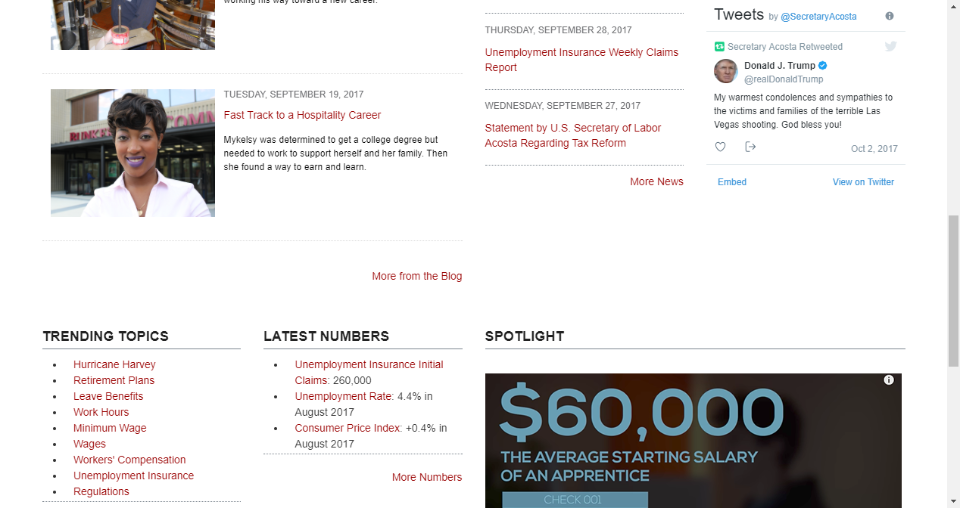 working his way toward a new career.
TUESDAY, SEPTEMBER 19, 2017
Fast Track to a Hospitality Career
Mykelsy was determined to get a college degree but
needed to work to support herself and her family. Then
she found a way to earn and learn.
More from the Blog
THURSDAY, SEPTEMBER 28, 2017
Unemployment Insurance Weekly Claims
Report
WEDNESDAY, SEPTEMBER 27, 2017
Statement by U.S. Secretary of Labor
Acosta Regarding Tax Reform
More News
Tweets by @SecretaryAcosta
Secretary Acosta Retweeted
Donald J. Trump
@realDonaldTrump
My warmest condolences and sympathies to
the victims and families of the terrible Las
Vegas shooting. God bless you!
Oct 2, 2017
Embed View on Twitter
TRENDING TOPICS
Hurricane Harvey
Retirement Plans
Leave Benefits
Work Hours
Minimum Wage
Wages
Workers' Compensation
Unemployment Insurance
Regulations
LATEST NUMBERS
Unemployment Insurance Initial
Claims: 260,000
Unemployment Rate: 4.4% in
August 2017
Consumer Price Index: +0.4% in
August 2017
More Numbers
SPOTLIGHT
$60,000
THE AVERAGE STARTING SALARY
OF AN APPRENTICE
CHECK 001